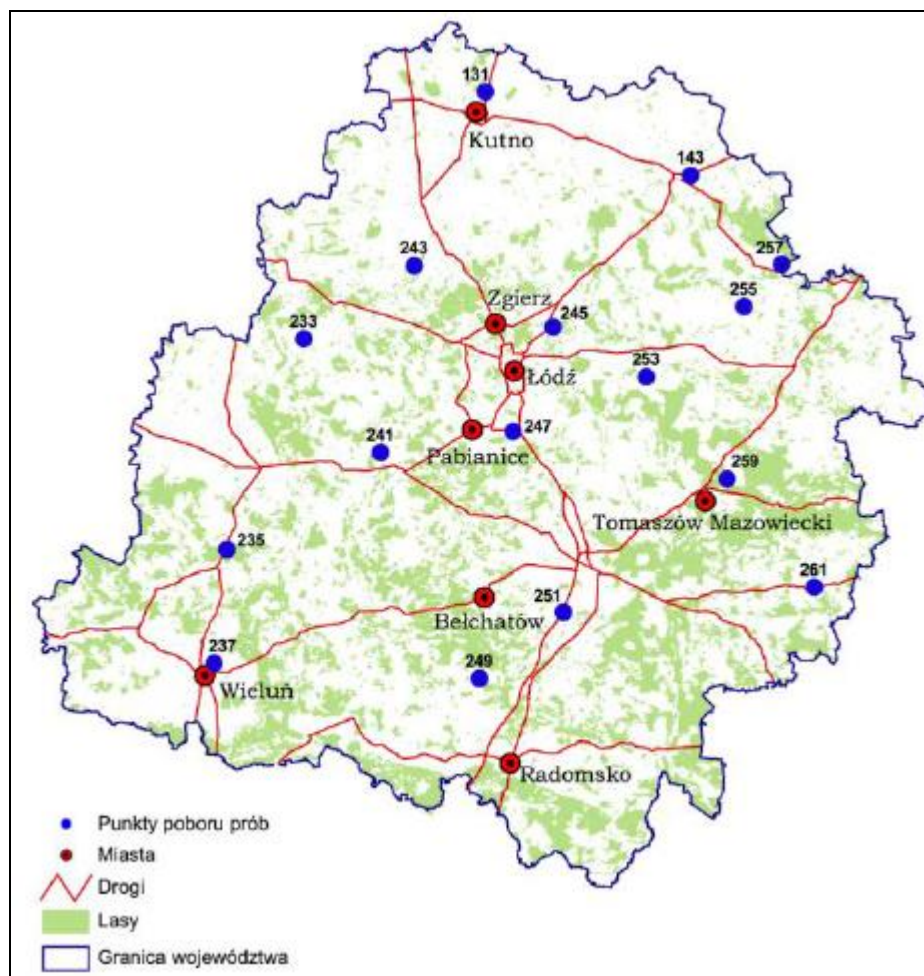 131
Kutno
143
243
257
Zgierz
255
245
233
Łódź
253
247
241
Pabianice
259
Tomaszów Mazowiecki
235
261
251
Bełchatów
237
249
Wieluń
Radomsko
Punkty poboru prób
Miasta
Drogi
Lasy
Granica województwa